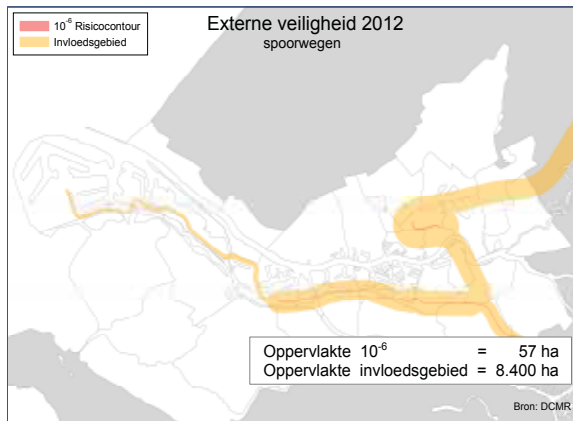 Externe veiligheid 2012
spoorwegen
10⁻⁶ Risicocontour
Invloedsgebied
Oppervlakte 10⁻⁶ = 57 ha
Oppervlakte invloedsgebied = 8.400 ha
Bron: DCMR